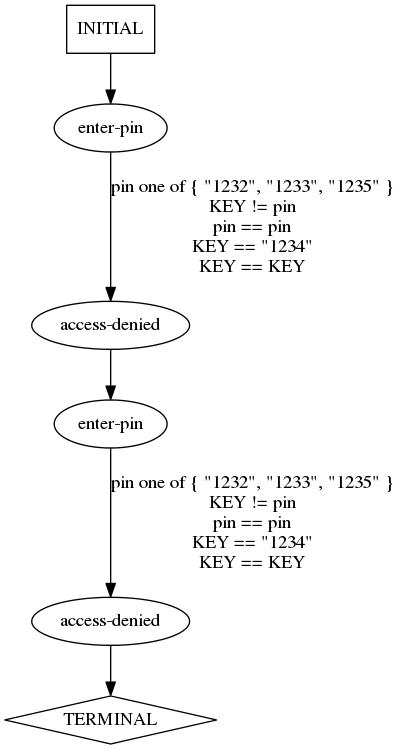 INITIAL
enter-pin
pin one of { "1232", "1233", "1235" }
KEY != pin
pin == pin
KEY == "1234"
KEY == KEY
access-denied
enter-pin
pin one of { "1232", "1233", "1235" }
KEY != pin
pin == pin
KEY == "1234"
KEY == KEY
access-denied
TERMINAL